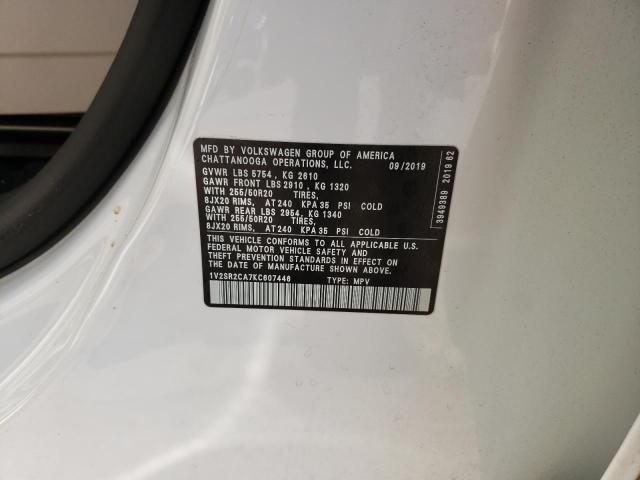 MFD BY VOLKSWAGEN GROUP OF AMERICA
CHATTANOOGA OPERATIONS, LLC. 09/2019
GVWR LBS 5754, KG 2610
GAWR FRONT LBS 2910, KG 1320
WITH 255/50R20 TIRES,
8JX20 RIMS, AT 240 KPA 35 PSI COLD
GAWR REAR LBS 2954, KG 1340
WITH 255/50R20 TIRES,
8JX20 RIMS, AT 240 KPA 35 PSI COLD
THIS VEHICLE CONFORMS TO ALL APPLICABLE U.S.
FEDERAL MOTOR VEHICLE SAFETY, BUMPER AND
THEFT PREVENTION STANDARDS IN EFFECT ON
THE DATE OF MANUFACTURE SHOWN ABOVE.
1V2SR2CA7KC607446 TYPE: MPV
3949389 2019 62